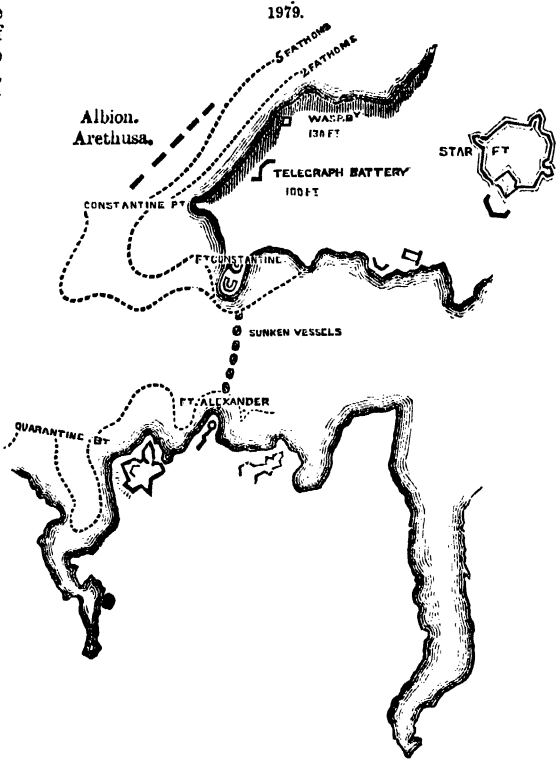 1979.
5 FATHOMS
2 FATHOMS
Albion.
Arethusa.
WASP BY
130 FT
STAR FT
TELEGRAPH BATTERY
100 FT
CONSTANTINE PT
FT CONSTANTINE
SUNKEN VESSELS
FT. ALEXANDER
QUARANTINE BT